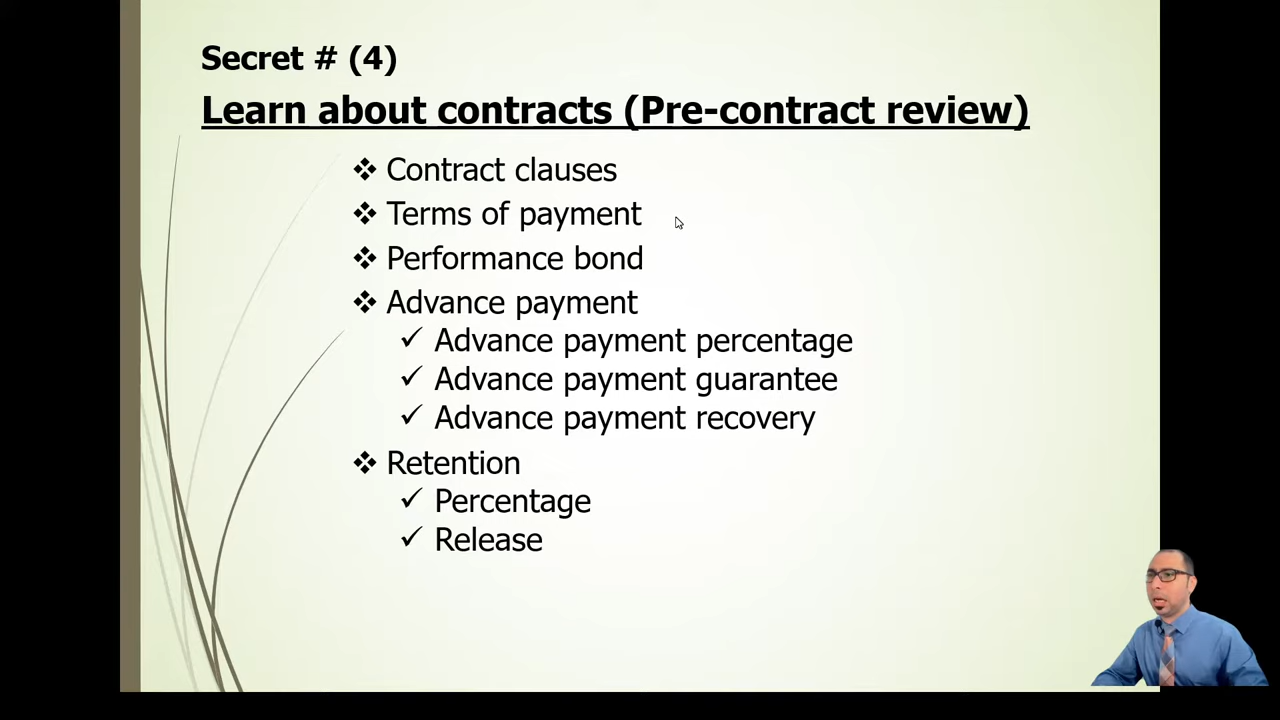 Secret # (4)
Learn about contracts (Pre-contract review)
❖ Contract clauses
❖ Terms of payment
❖ Performance bond
❖ Advance payment
✓ Advance payment percentage
✓ Advance payment guarantee
✓ Advance payment recovery
❖ Retention
✓ Percentage
✓ Release